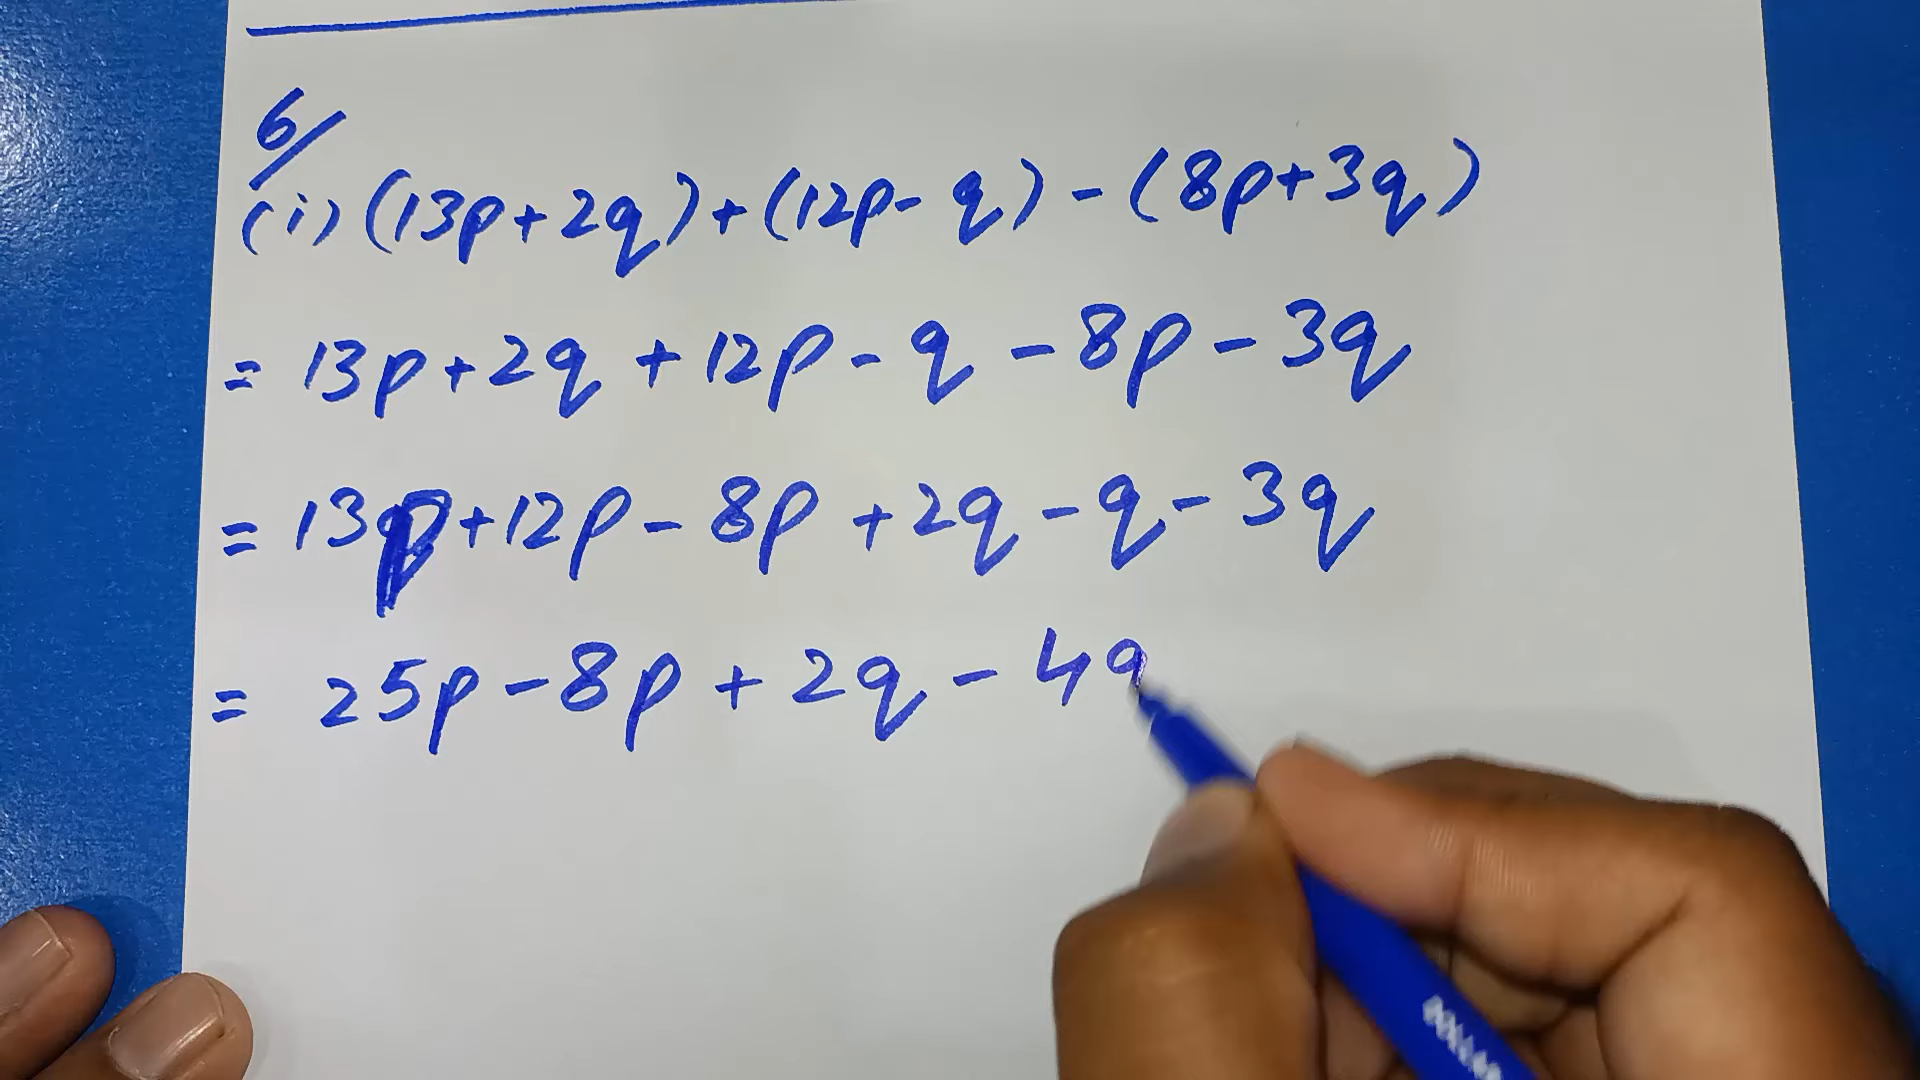 6/
(i) (13p+2q)+(12p-q)-(8p+3q)
= 13p+2q+12p-q-8p-3q
= 13p+12p-8p+2q-q-3q
= 25p-8p+2q-4q